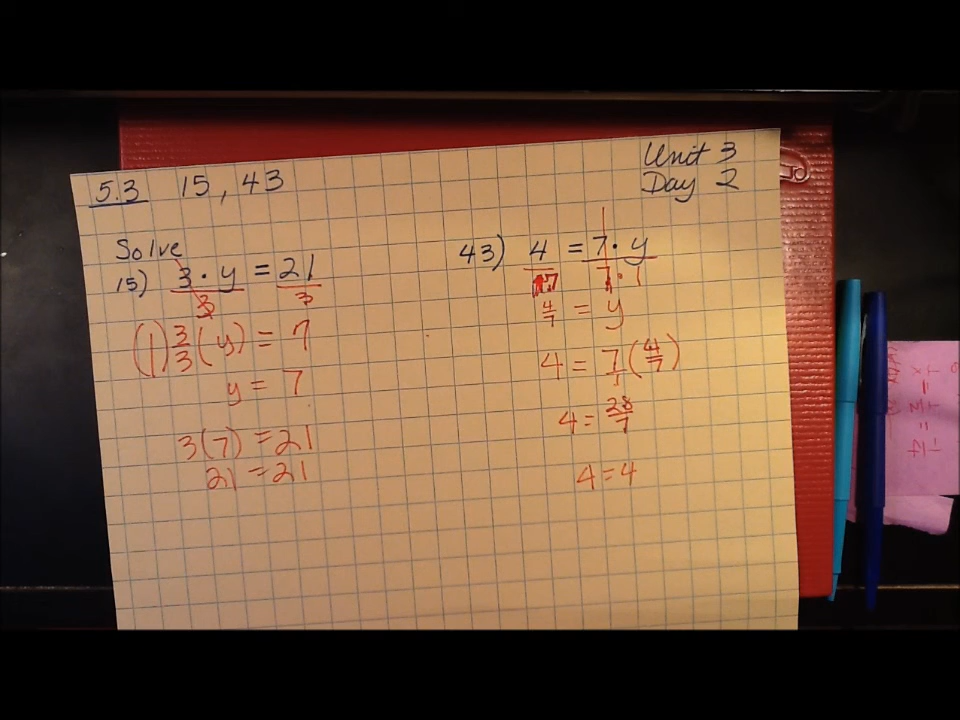 5.3 15, 43
Unit 3
Day 2
Solve
15) 3 · y = 21
3 3
(1) 3/3 (y) = 7
y = 7
3(7) = 21
21 = 21
43) 4 = 7 · y
7 7 · 1
4/7 = y
4 = 7/1 (4/7)
4 = 28/7
4 = 4